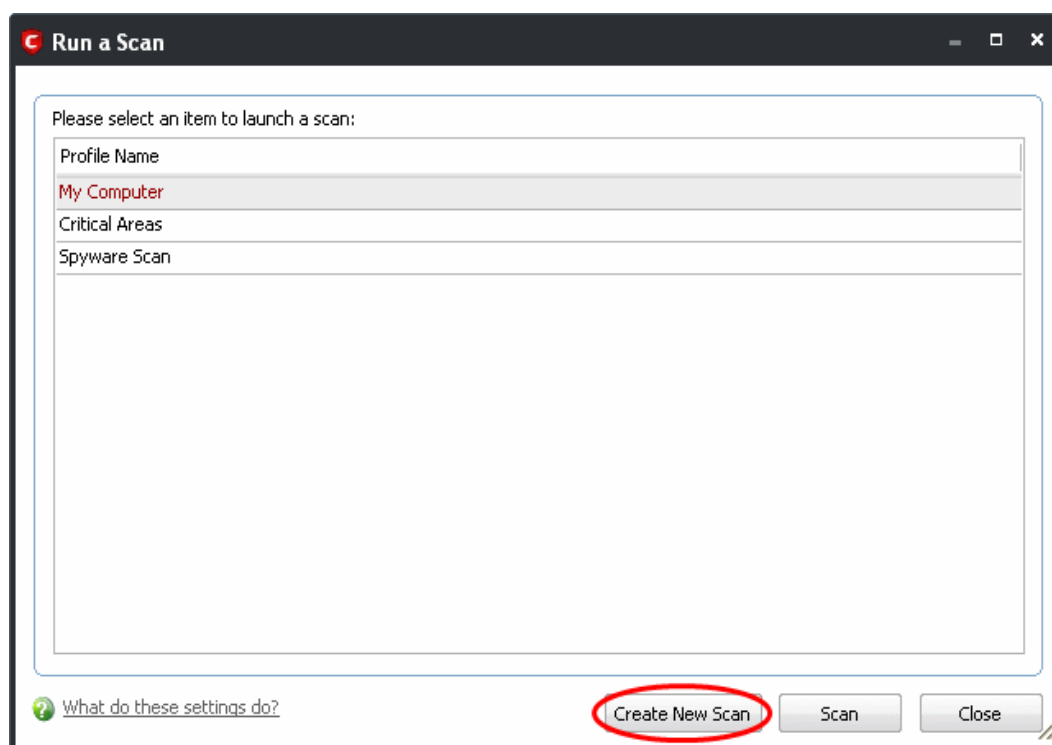 Run a Scan
Please select an item to launch a scan:
Profile Name
My Computer
Critical Areas
Spyware Scan
What do these settings do?
Create New Scan
Scan
Close